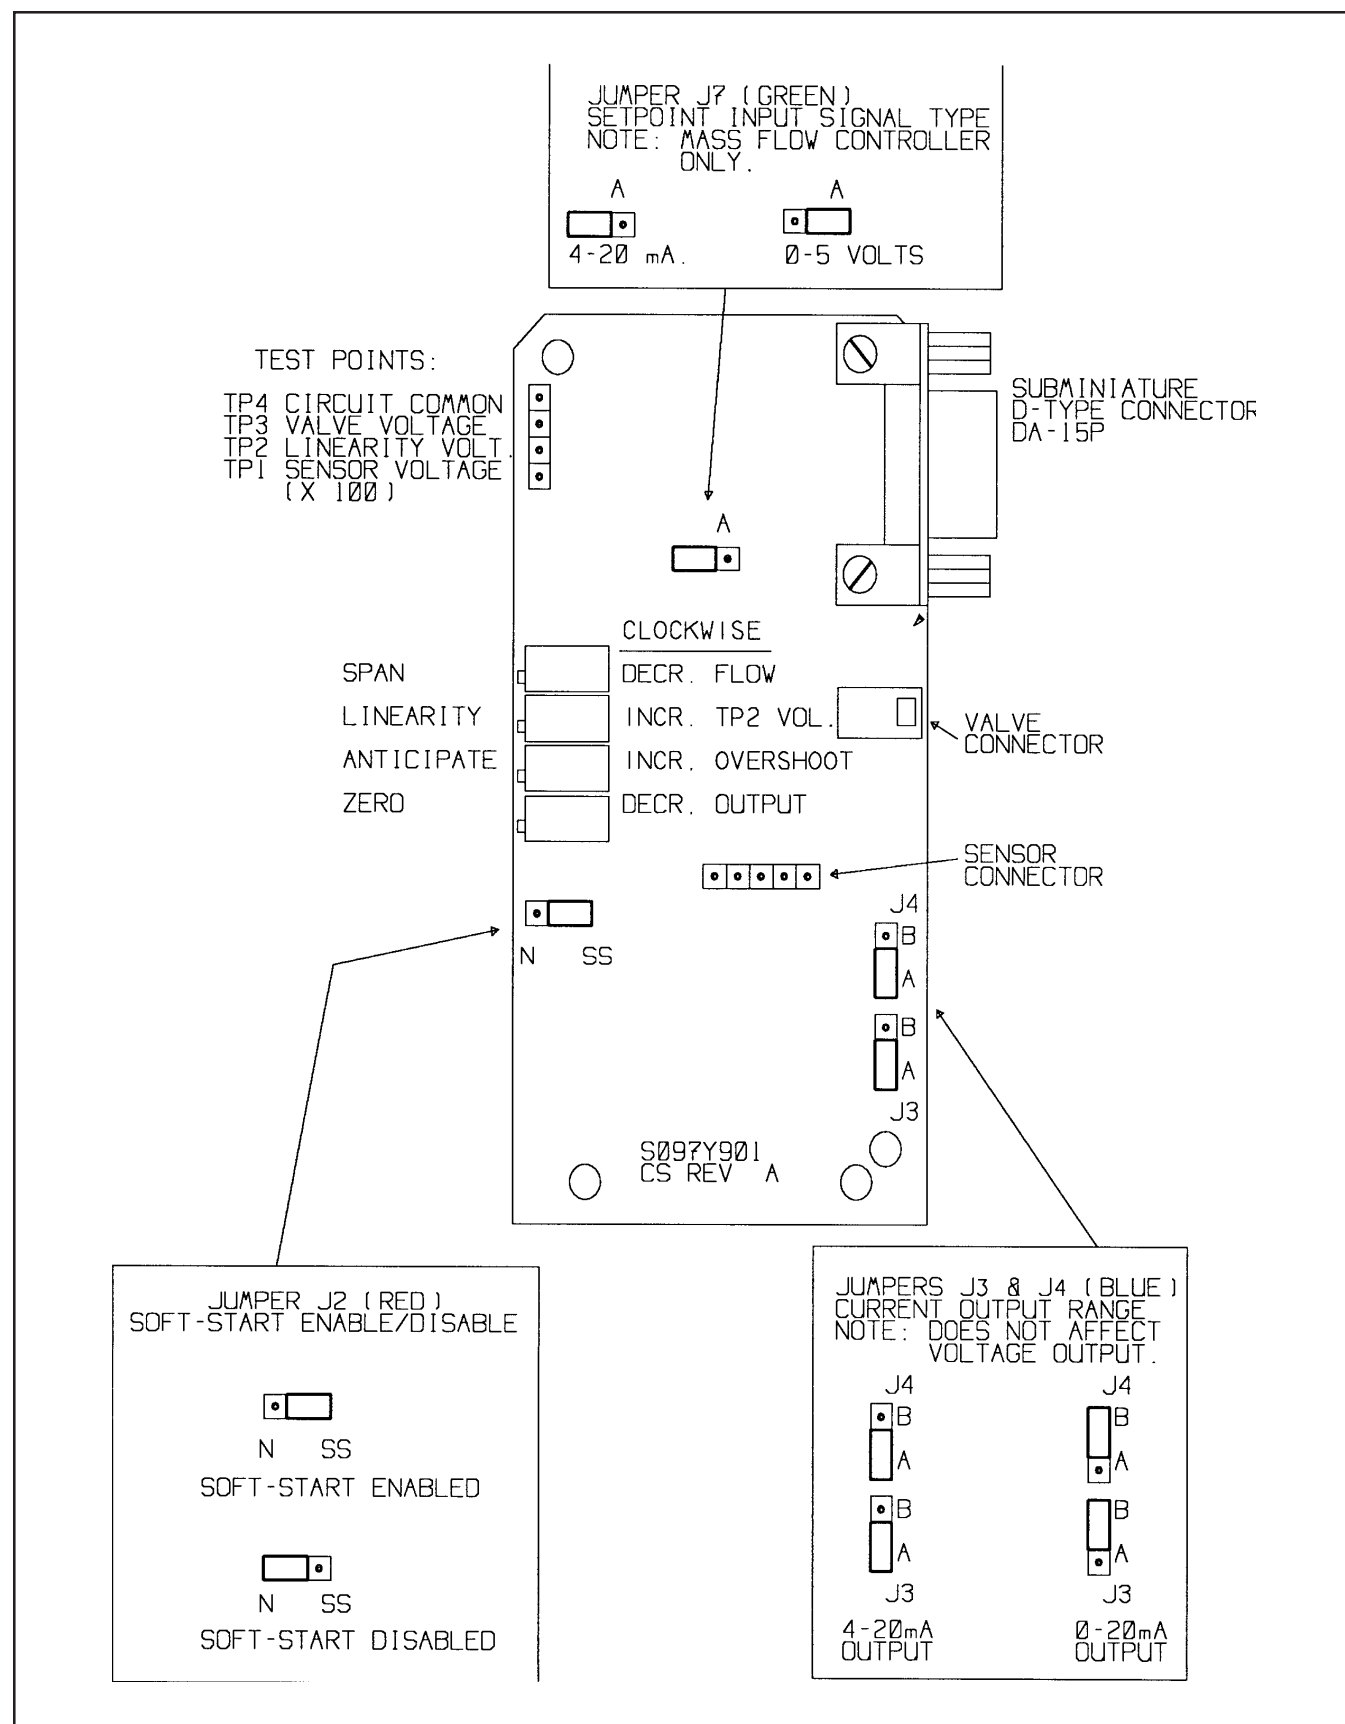 JUMPER J7 (GREEN)
SETPOINT INPUT SIGNAL TYPE
NOTE: MASS FLOW CONTROLLER
ONLY.
A
A
4-20 mA.
0-5 VOLTS
TEST POINTS:
TP4 CIRCUIT COMMON
TP3 VALVE VOLTAGE
TP2 LINEARITY VOLT.
TP1 SENSOR VOLTAGE
(X 100)
SUBMINIATURE
D-TYPE CONNECTOR
DA-15P
A
CLOCKWISE
SPAN
DECR. FLOW
LINEARITY
INCR. TP2 VOL.
ANTICIPATE
INCR. OVERSHOOT
ZERO
DECR. OUTPUT
VALVE
CONNECTOR
SENSOR
CONNECTOR
N SS
J4
B
A
B
A
J3
S097Y901
CS REV A
JUMPER J2 (RED)
SOFT-START ENABLE/DISABLE
N SS
SOFT-START ENABLED
N SS
SOFT-START DISABLED
JUMPERS J3 & J4 (BLUE)
CURRENT OUTPUT RANGE
NOTE: DOES NOT AFFECT
VOLTAGE OUTPUT.
J4
B
A
B
A
J3
4-20mA
OUTPUT
J4
B
A
B
A
J3
0-20mA
OUTPUT